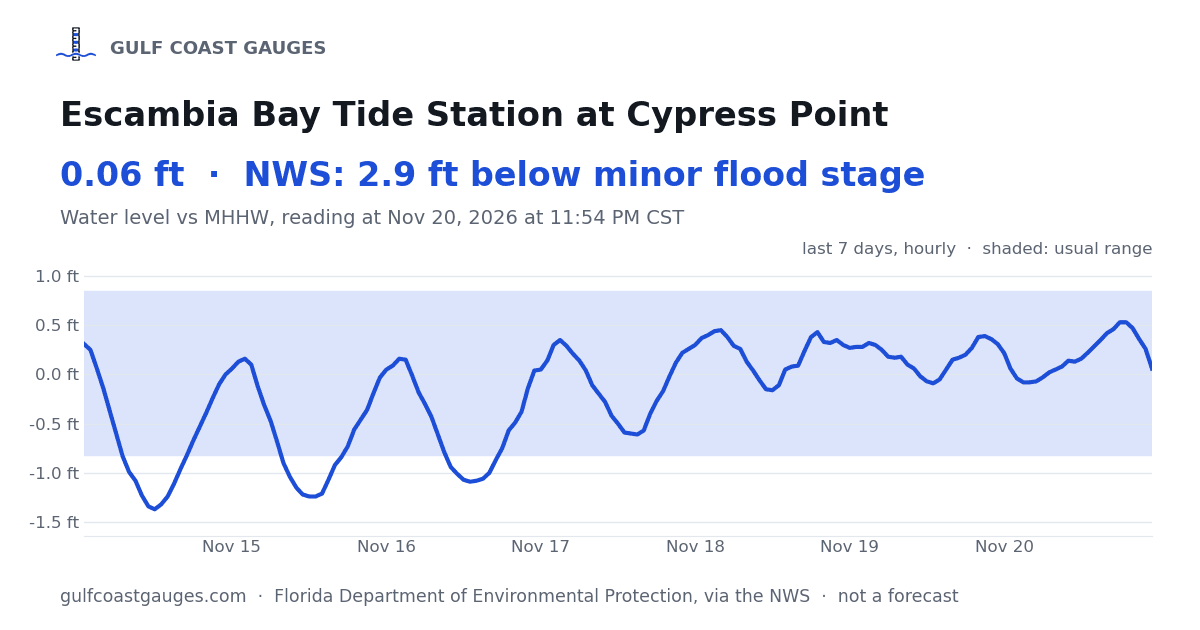 GULF COAST GAUGES
Escambia Bay Tide Station at Cypress Point
0.06 ft · NWS: 2.9 ft below minor flood stage
Water level vs MHHW, reading at Nov 20, 2026 at 11:54 PM CST
last 7 days, hourly · shaded: usual range
1.0 ft
0.5 ft
0.0 ft
-0.5 ft
-1.0 ft
-1.5 ft
Nov 15 Nov 16 Nov 17 Nov 18 Nov 19 Nov 20
gulfcoastgauges.com · Florida Department of Environmental Protection, via the NWS · not a forecast